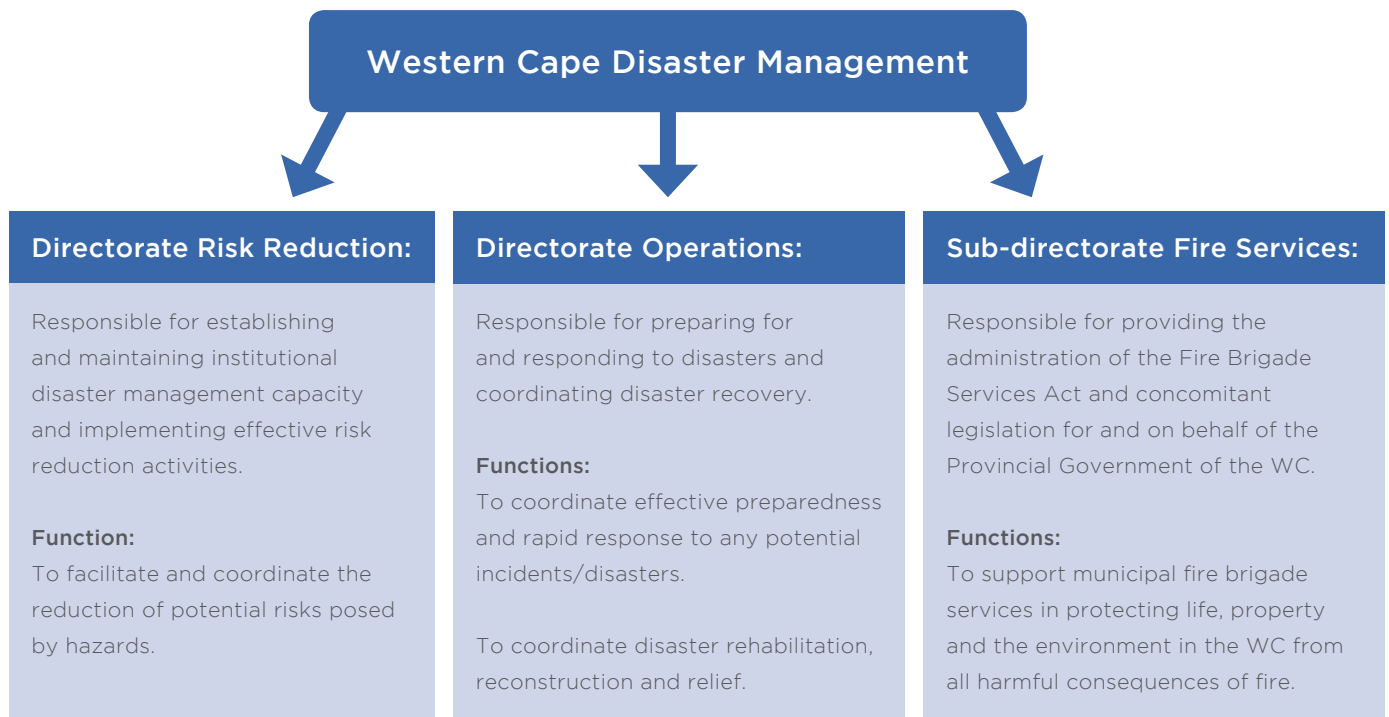 Western Cape Disaster Management
Directorate Risk Reduction:
Responsible for establishing
and maintaining institutional
disaster management capacity
and implementing effective risk
reduction activities.
Function:
To facilitate and coordinate the
reduction of potential risks posed
by hazards.
Directorate Operations:
Responsible for preparing for
and responding to disasters and
coordinating disaster recovery.
Functions:
To coordinate effective preparedness
and rapid response to any potential
incidents/disasters.
To coordinate disaster rehabilitation,
reconstruction and relief.
Sub-directorate Fire Services:
Responsible for providing the
administration of the Fire Brigade
Services Act and concomitant
legislation for and on behalf of the
Provincial Government of the WC.
Functions:
To support municipal fire brigade
services in protecting life, property
and the environment in the WC from
all harmful consequences of fire.